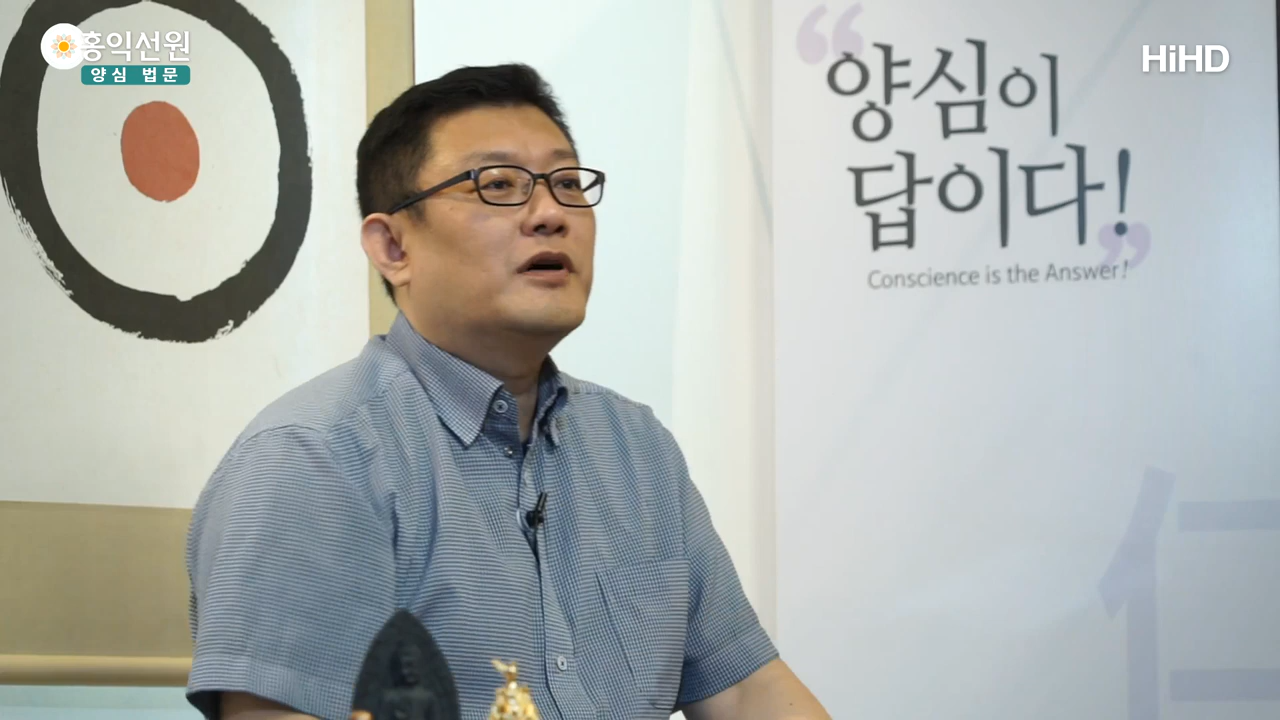 홍익선원
양심 법문
HiHD
“양심이
답이다!”
Conscience is the Answer!
仁